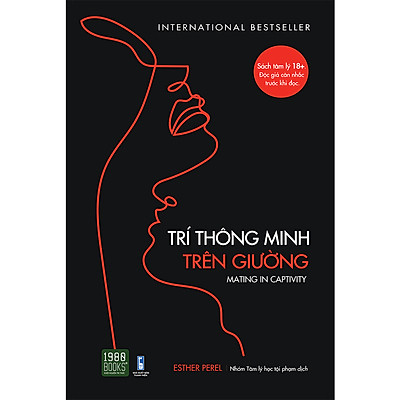 INTERNATIONAL BESTSELLER
Sách tâm lý 18+
Độc giả cân nhắc
trước khi đọc.
TRÍ THÔNG MINH
TRÊN GIƯỜNG
MATING IN CAPTIVITY
1980
BOOKS
ESTHER PEREL Nhóm Tâm lý học tội phạm dịch